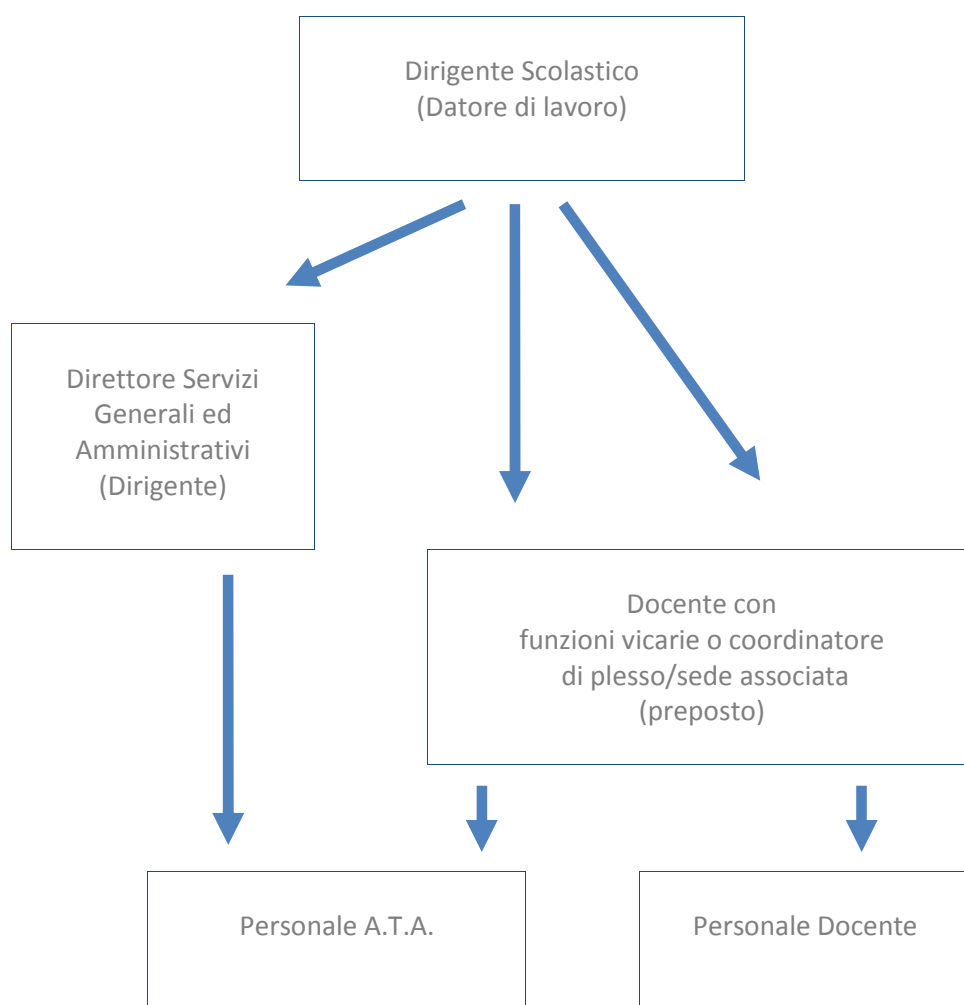 Dirigente Scolastico
(Datore di lavoro)
Direttore Servizi
Generali ed
Amministrativi
(Dirigente)
Docente con
funzioni vicarie o coordinatore
di plesso/sede associata
(preposto)
Personale A.T.A.
Personale Docente